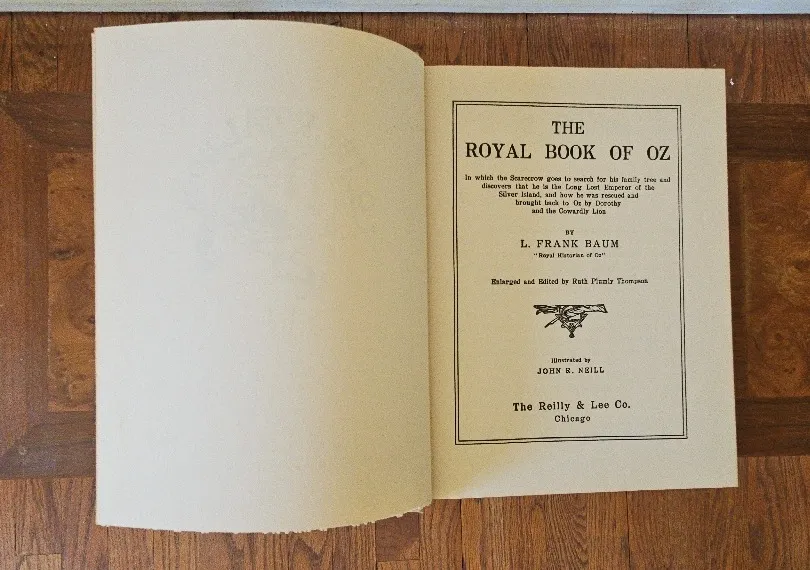 THE
ROYAL BOOK OF OZ
In which the Scarecrow goes to search for his family tree and
discovers that he is the Long Lost Emperor of the
Silver Island, and how he was rescued and
brought back to Oz by Dorothy
and the Cowardly Lion
BY
L. FRANK BAUM
"Royal Historian of Oz"
Enlarged and Edited by Ruth Plumly Thompson
Illustrated by
JOHN R. NEILL
The Reilly & Lee Co.
Chicago